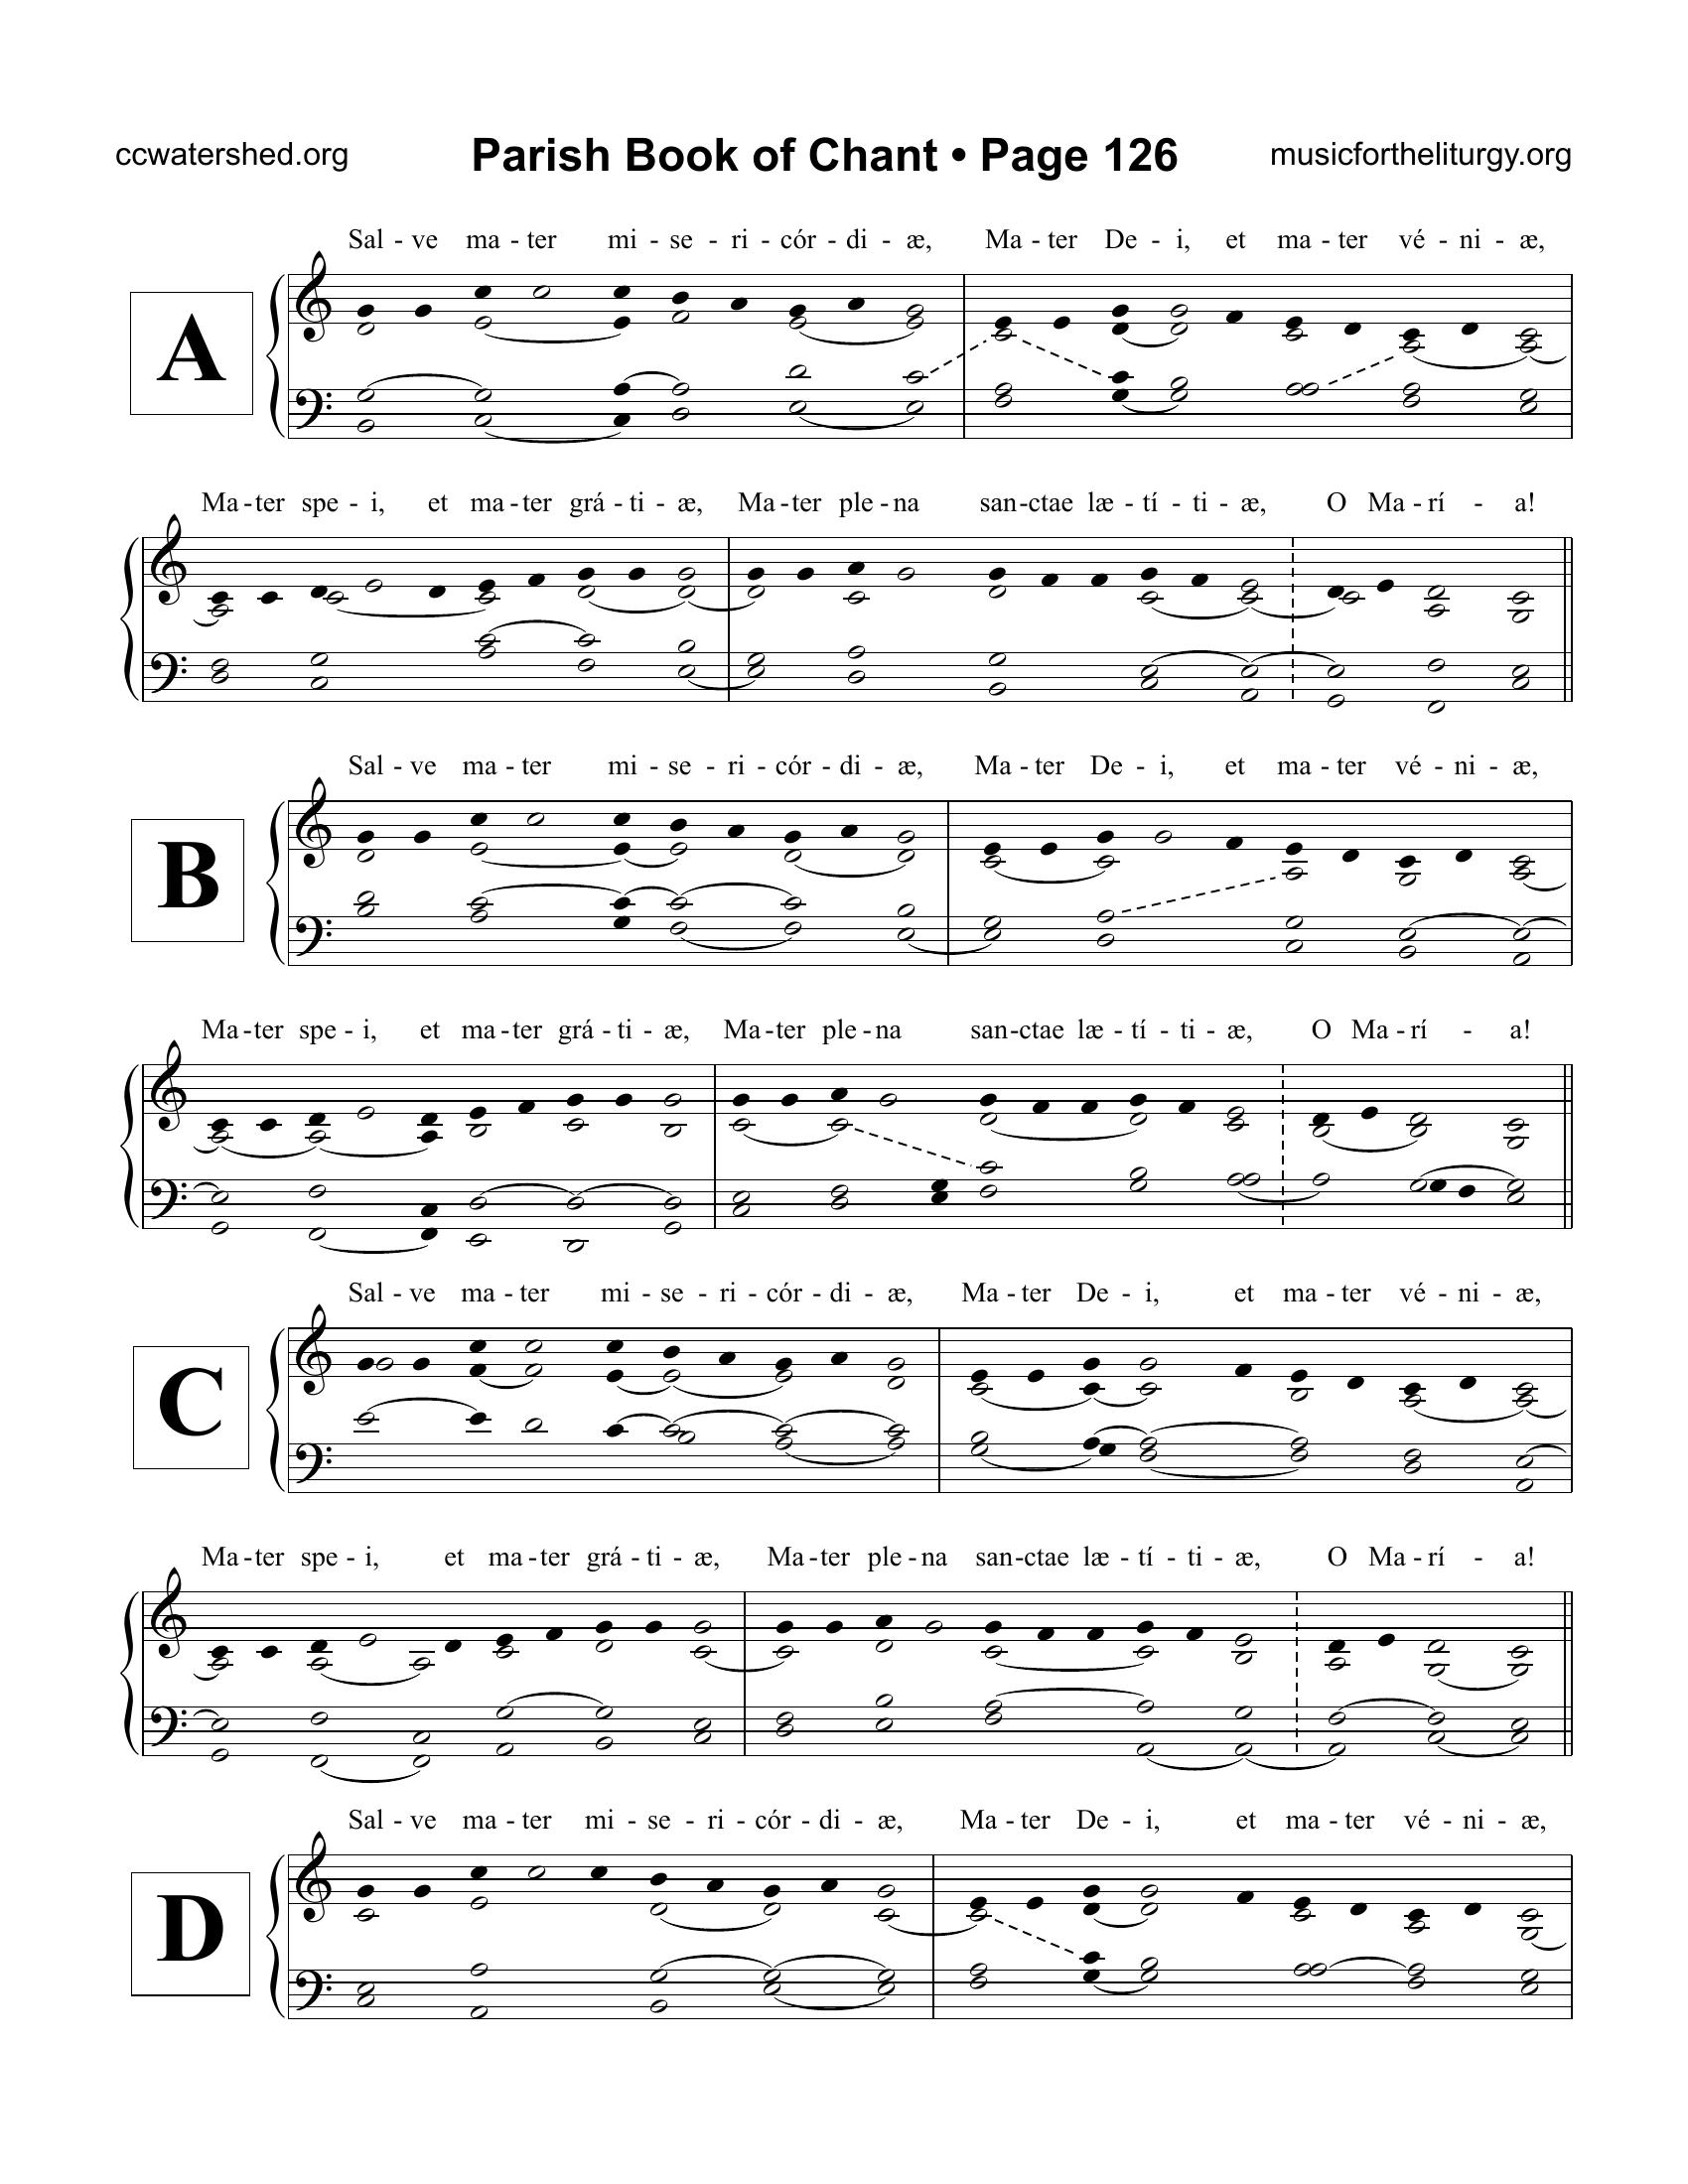 ccwatershed.org Parish Book of Chant • Page 126 musicfortheliturgy.org
Sal - ve ma - ter mi - se - ri - cór - di - æ, Ma - ter De - i, et ma - ter vé - ni - æ,
A
Ma - ter spe - i, et ma - ter grá - ti - æ, Ma - ter ple - na san - ctae læ - tí - ti - æ, O Ma - rí - a!
Sal - ve ma - ter mi - se - ri - cór - di - æ, Ma - ter De - i, et ma - ter vé - ni - æ,
B
Ma - ter spe - i, et ma - ter grá - ti - æ, Ma - ter ple - na san - ctae læ - tí - ti - æ, O Ma - rí - a!
Sal - ve ma - ter mi - se - ri - cór - di - æ, Ma - ter De - i, et ma - ter vé - ni - æ,
C
Ma - ter spe - i, et ma - ter grá - ti - æ, Ma - ter ple - na san - ctae læ - tí - ti - æ, O Ma - rí - a!
Sal - ve ma - ter mi - se - ri - cór - di - æ, Ma - ter De - i, et ma - ter vé - ni - æ,
D